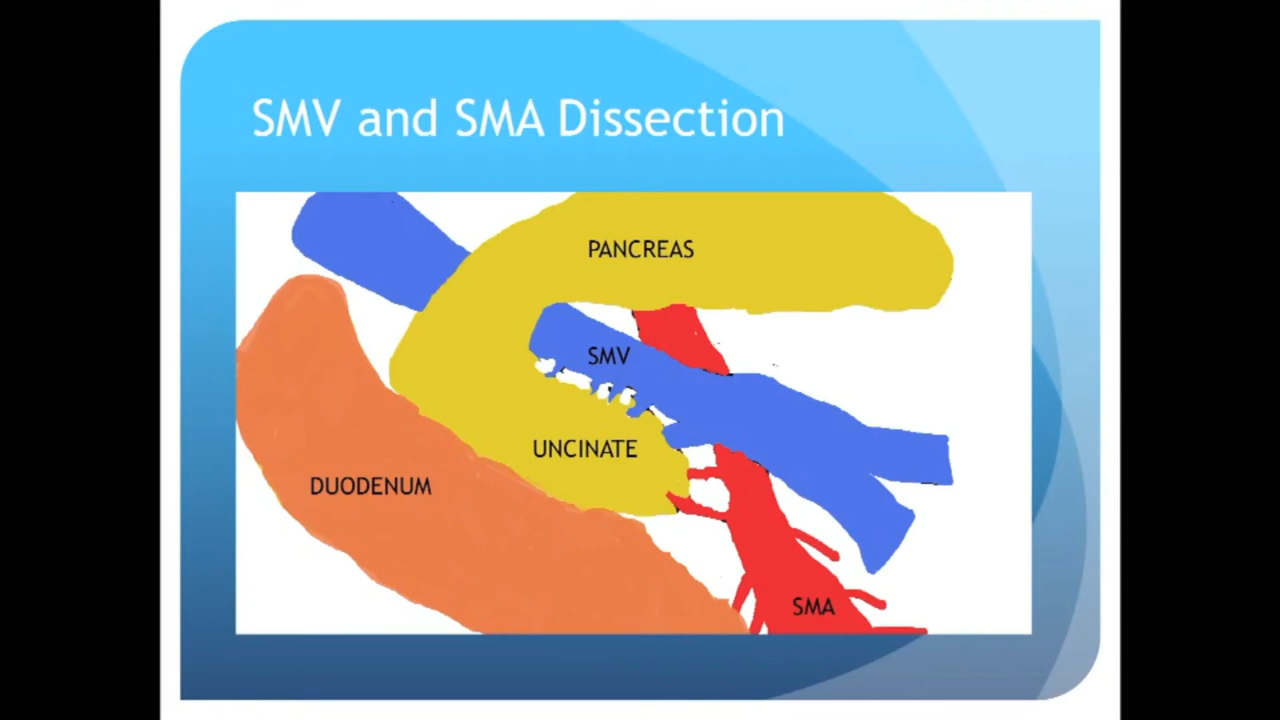 SMV and SMA Dissection
PANCREAS
SMV
UNCINATE
DUODENUM
SMA